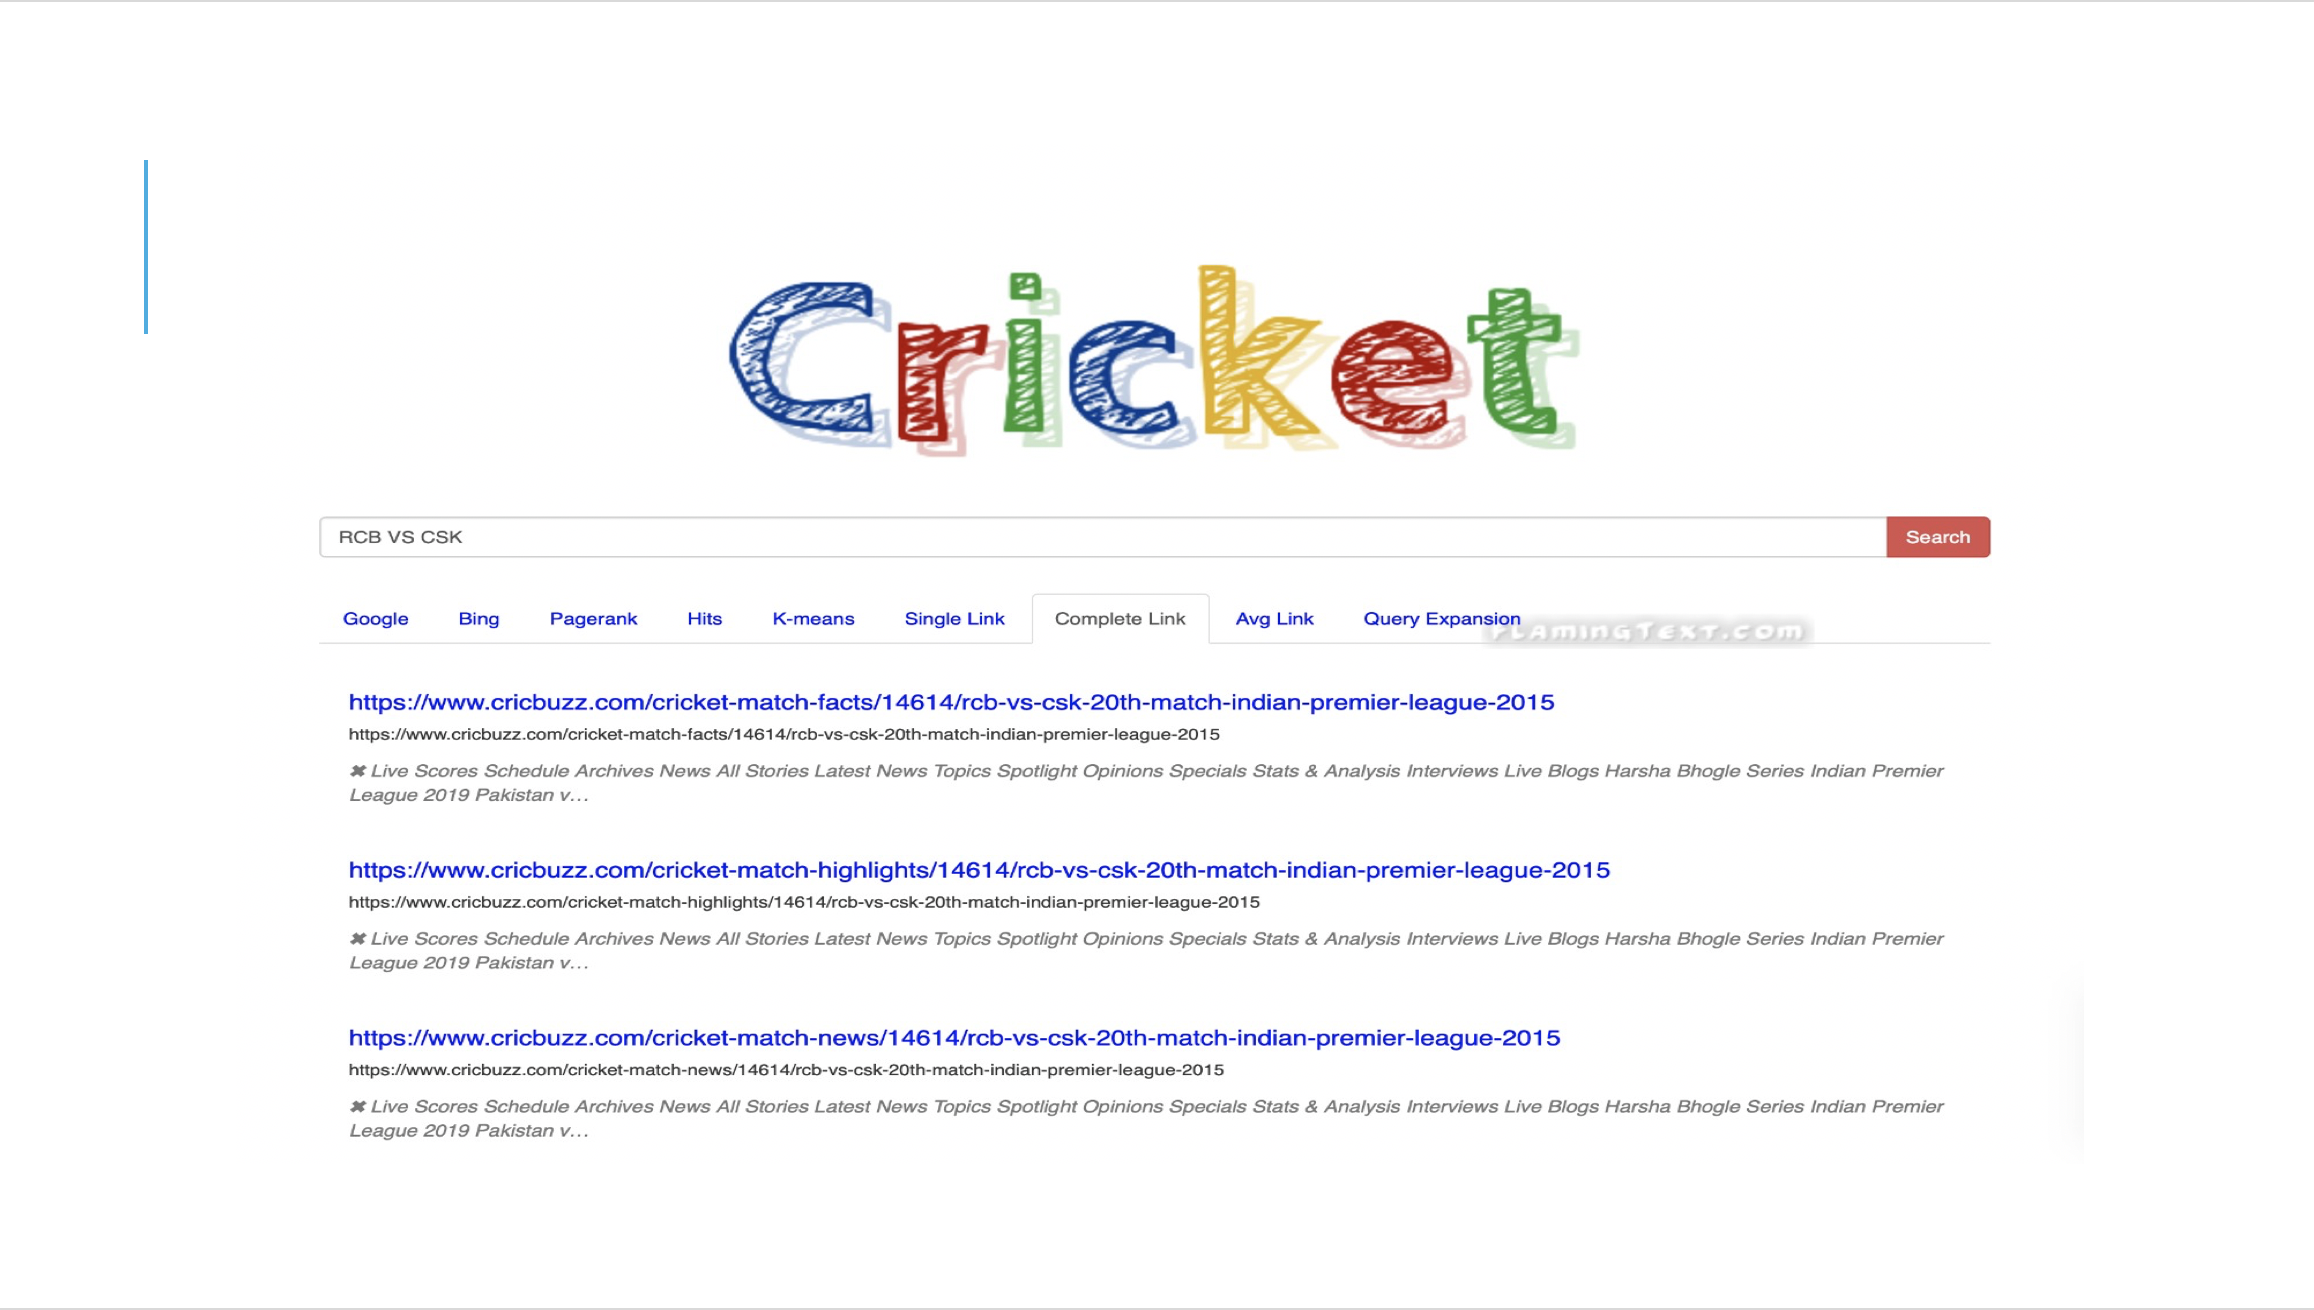 Cricket
RCB VS CSK
Search
Google Bing Pagerank Hits K-means Single Link Complete Link Avg Link Query Expansion
FLAMINGTEXT.COM
https://www.cricbuzz.com/cricket-match-facts/14614/rcb-vs-csk-20th-match-indian-premier-league-2015
https://www.cricbuzz.com/cricket-match-facts/14614/rcb-vs-csk-20th-match-indian-premier-league-2015
✖ Live Scores Schedule Archives News All Stories Latest News Topics Spotlight Opinions Specials Stats & Analysis Interviews Live Blogs Harsha Bhogle Series Indian Premier
League 2019 Pakistan v...
https://www.cricbuzz.com/cricket-match-highlights/14614/rcb-vs-csk-20th-match-indian-premier-league-2015
https://www.cricbuzz.com/cricket-match-highlights/14614/rcb-vs-csk-20th-match-indian-premier-league-2015
✖ Live Scores Schedule Archives News All Stories Latest News Topics Spotlight Opinions Specials Stats & Analysis Interviews Live Blogs Harsha Bhogle Series Indian Premier
League 2019 Pakistan v...
https://www.cricbuzz.com/cricket-match-news/14614/rcb-vs-csk-20th-match-indian-premier-league-2015
https://www.cricbuzz.com/cricket-match-news/14614/rcb-vs-csk-20th-match-indian-premier-league-2015
✖ Live Scores Schedule Archives News All Stories Latest News Topics Spotlight Opinions Specials Stats & Analysis Interviews Live Blogs Harsha Bhogle Series Indian Premier
League 2019 Pakistan v...